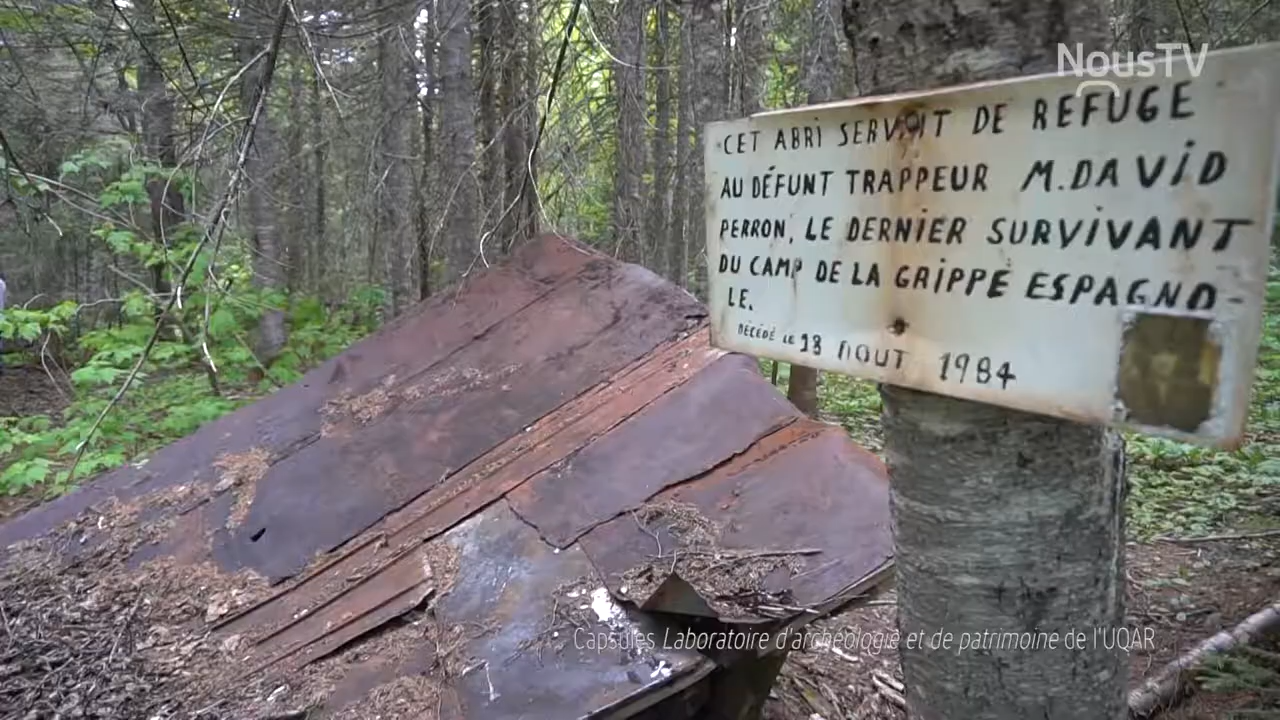 NousTV
CET ABRI SERVAIT DE REFUGE
AU DÉFUNT TRAPPEUR M. DAVID
PERRON, LE DERNIER SURVIVANT
DU CAMP DE LA GRIPPE ESPAGNO-
LE.
DÉCÉDÉ LE 28 AOUT 1984
Capsules Laboratoire d'archéologie et de patrimoine de l'UQAR